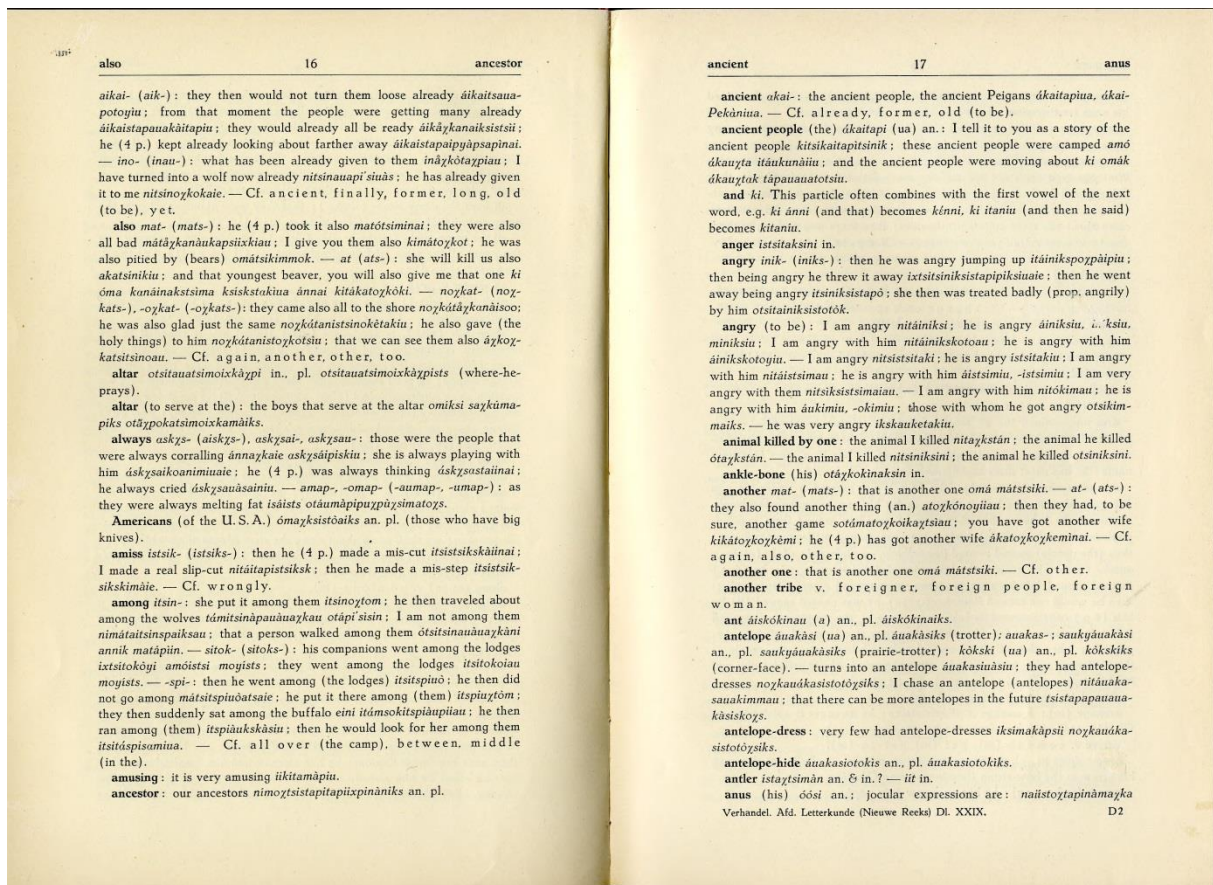 also 16 ancestor
aikai- (aik-) : they then would not turn them loose already áikaitsaua-
potoyìu ; from that moment the people were getting many already
áikaistapauakàitapiu ; they would already all be ready áikåχkanaiksistsìi ;
he (4 p.) kept already looking about farther away áikaistapaipyàpsapìnai.
— ino- (inau-) : what has been already given to them inåχkòtaχpiau ; I
have turned into a wolf now already nitsìnauapi'siuàs ; he has already given
it to me nitsinoχkokaie. — Cf. ancient, finally, former, long, old
(to be), yet.
also mat- (mats-) : he (4 p.) took it also matótsiminai ; they were also
all bad mátåχkanàukapsiixkiau ; I give you them also kimátoχkot ; he was
also pitied by (bears) omátsikimmok. — at (ats-) : she will kill us also
akatsinikiu ; and that youngest beaver, you will also give me that one ki
óma kanáinakstsìma ksiskstakìua ánnai kitákatoχkòki. — noχkat- (noχ-
kats-), -oχkat- (-oχkats-): they came also all to the shore noχkátåχkanàisoo;
he was also glad just the same noχkátanistsinokètakiu ; he also gave (the
holy things) to him noχkátanistoχkotsìu ; that we can see them also áχkoχ-
katsitsìnoau. — Cf. again, another, other, too.
altar otsitauatsimoixkàχpi in., pl. otsitauatsimoixkàχpists (where-he-
prays).
altar (to serve at the) : the boys that serve at the altar omiksi saχkùma-
piks otāχpokatsìmoixkamàiks.
always asksχs- (aiskχs-), askχsai-, askχsau- : those were the people that
were always corralling ánnaχkaie askχsáipiskiu ; she is always playing with
him áskχsaikoanimiuaie ; he (4 p.) was always thinking áskχsastaiìnai ;
he always cried áskχsauàsainiu. — amap-, -omap- (-aumap-, -umap-) : as
they were always melting fat isáists otáumàpipuχpùχsimatoχs.
Americans (of the U. S. A.) ómaχksistòaiks an. pl. (those who have big
knives).
amiss istsik- (istsiks-) : then he (4 p.) made a mis-cut itsistsikskàiinai ;
I made a real slip-cut nitáitapistsiksk ; then he made a mis-step itsistsik-
sikskimàie. — Cf. wrongly.
among itsin- : she put it among them itsinoχtom ; he then traveled about
among the wolves támitsinàpauàuaχkau otápi'sìsin ; I am not among them
nimátaitsinspaiksau ; that a person walked among them ótsitsinauàuaχkàni
annik matápiin. — sitok- (sitoks-) : his companions went among the lodges
ixtsitokòyi amóistsi moyists ; they went among the lodges itsitokoiau
moyists. — -spi- : then he went among (the lodges) itsitspiuò ; he then did
not go among mátsitspiuòatsaie ; he put it there among (them) itspiuχtòm ;
they then suddenly sat among the buffalo eini itámsokitspiàupiiau ; he then
ran among (them) itspiàukskàsiu ; then he would look for her among them
itsitáspisamiua. — Cf. all over (the camp), between, middle
(in the).
amusing : it is very amusing iikitamàpiu.
ancestor : our ancestors nimoχtsistapitapiixpinàniks an. pl.
ancient 17 anus
ancient akai- : the ancient people, the ancient Peigans ákaitapìua, ákai-
Pekàniua. — Cf. already, former, old (to be).
ancient people (the) ákaitapi (ua) an. : I tell it to you as a story of the
ancient people kitsikaitapìtsinik ; these ancient people were camped amó
ákauχta itáukunàiiu ; and the ancient people were moving about ki omák
ákauχtak tápauauatotsiu.
and ki. This particle often combines with the first vowel of the next
word, e.g. ki ánni (and that) becomes kénni, ki itaniu (and then he said)
becomes kitaniu.
anger istsitaksini in.
angry inik- (iniks-) : then he was angry jumping up itáinikspoχpàipiu ;
then being angry he threw it away ixtsitsiniksistapipiksiuaie ; then he went
away being angry itsiniksistapò ; she then was treated badly (prop. angrily)
by him otsitainiksistotòk.
angry (to be) : I am angry nitáiniksi ; he is angry áiniksiu,
miniksiu ; I am angry with him nitáinikskotoau ; he is angry with him
áinikskotoyiu. — I am angry nitsistsitaki ; he is angry istsitakiu ; I am angry
with him nitáistsimau ; he is angry with him áistsimiu, -istsimiu ; I am very
angry with them nitsìksistsimaiau. — I am angry with him nitókimau ; he is
angry with him áukimiu, -okimiu ; those with whom he got angry otsikim-
maiks. — he was very angry ikskauketakiu.
animal killed by one : the animal I killed nitaχkstán ; the animal he killed
ótaχkstán. — the animal I killed nitsiniksini ; the animal he killed otsiniksini.
ankle-bone (his) otáχkokìnaksin in.
another mat- (mats-) : that is another one omá mátstsiki. — at- (ats-) :
they also found another thing (an.) atoχkónoyiiau ; then they had, to be
sure, another game sotámatoχkoikaχtsìau ; you have got another wife
kikátoχkoχkèmi ; he (4 p.) has got another wife ákatoχkoχkemìnai. — Cf.
again, also, other, too.
another one : that is another one omá mátstsiki. — Cf. other.
another tribe v. foreigner, foreign people, foreign
woman.
ant áiskókinau (a) an., pl. áiskókinaiks.
antelope áuakàsi (ua) an., pl. áuakàsiks (trotter); auakas- ; saukyáuakàsi
an., pl. saukyáuakàsiks (prairie-trotter) ; kòkski (ua) an., pl. kòkskiks
(corner-face). — turns into an antelope áuakasiuàsiu ; they had antelope-
dresses noχkauákasistotòχsiks ; I chase an antelope (antelopes) nitáuaka-
sauakimmau ; that there can be more antelopes in the future tsistapapauaua-
kàsiskoχs.
antelope-dress : very few had antelope-dresses iksimakàpsii noχkauáka-
sistotòχsiks.
antelope-hide áuakasiotokis an., pl. áuakasiotokìks.
antler istaχtsimàn an. & in. ? — iit in.
anus (his) óósi an.; jocular expressions are : naiistoχtapinàmaχka
Verhandel. Afd. Letterkunde (Nieuwe Reeks) Dl. XXIX. D2